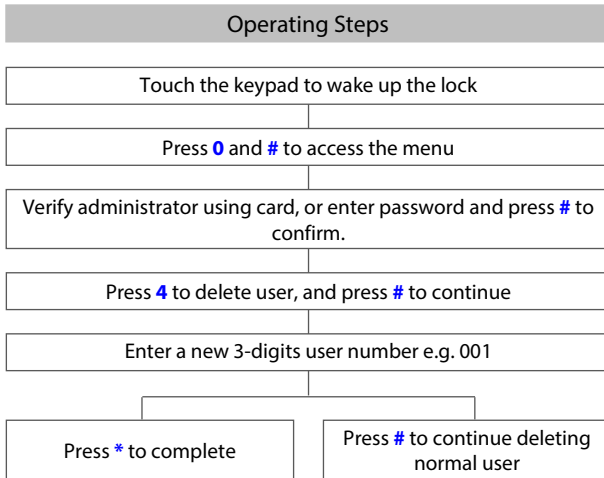 Operating Steps
Touch the keypad to wake up the lock
Press 0 and # to access the menu
Verify administrator using card, or enter password and press # to
confirm.
Press 4 to delete user, and press # to continue
Enter a new 3-digits user number e.g. 001
Press * to complete
Press # to continue deleting
normal user